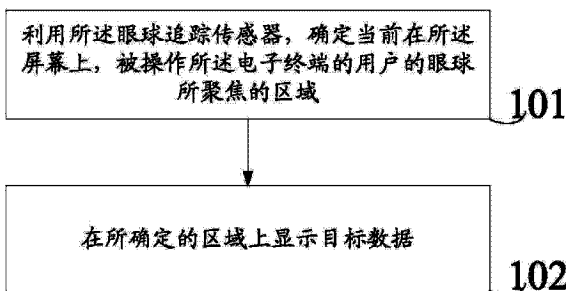 利用所述眼球追踪传感器，确定当前在所述
屏幕上，被操作所述电子终端的用户的眼球
所聚焦的区域
101
在所确定的区域上显示目标数据
102